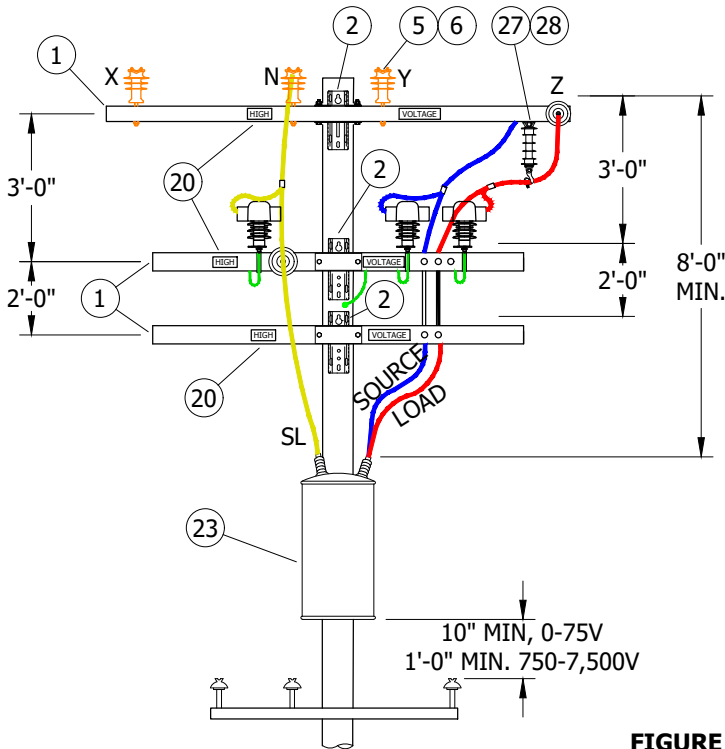 2
5
6
27
28
1
X
N
Y
Z
HIGH
VOLTAGE
3'-0"
3'-0"
20
2
HIGH
VOLTAGE
8'-0"
MIN.
2'-0"
2'-0"
1
2
HIGH
VOLTAGE
20
SOURCE
LOAD
SL
23
10" MIN, 0-75V
1'-0" MIN. 750-7,500V
FIGURE